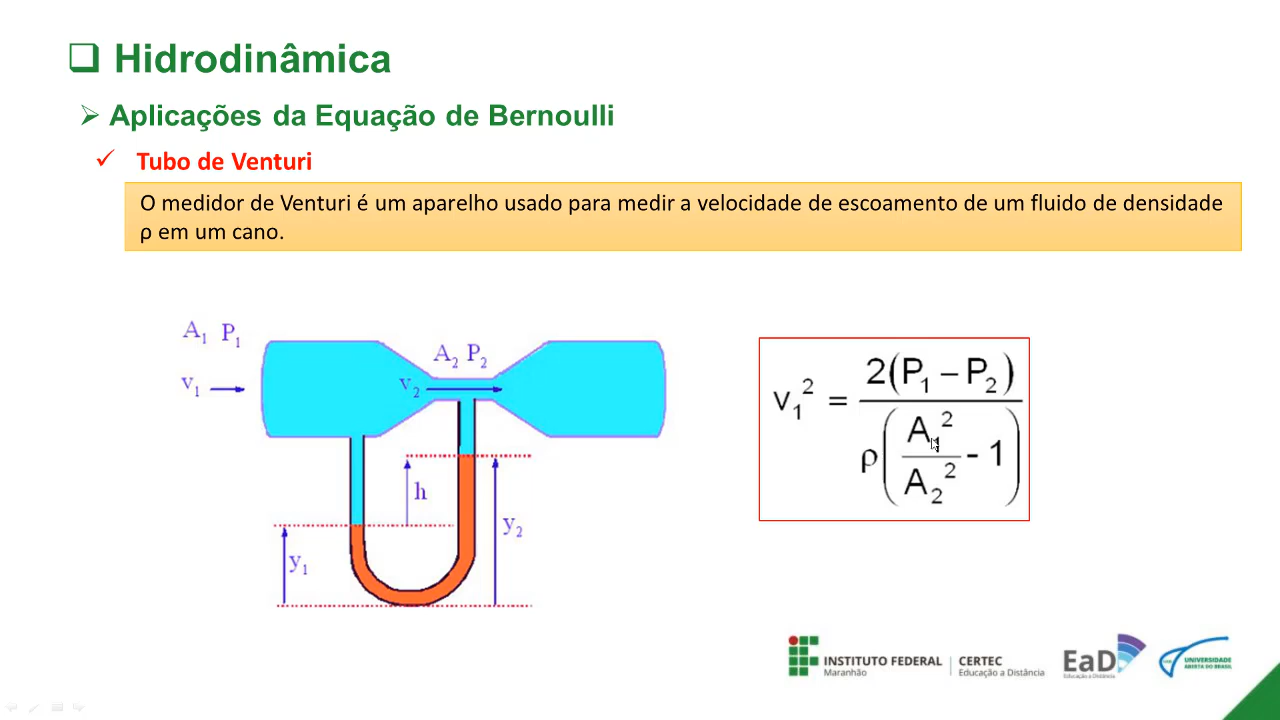 Hidrodinâmica
Aplicações da Equação de Bernoulli
Tubo de Venturi
O medidor de Venturi é um aparelho usado para medir a velocidade de escoamento de um fluido de densidade
ρ em um cano.
A₁ P₁
v₁
A₂ P₂
v₂
h
y₁
y₂
v₁² = 2(P₁ − P₂) / ρ(A₁²/A₂² - 1)
INSTITUTO FEDERAL
Maranhão
CERTEC
Educação a Distância
EaD
Educação a Distância
UNIVERSIDADE
ABERTA DO BRASIL